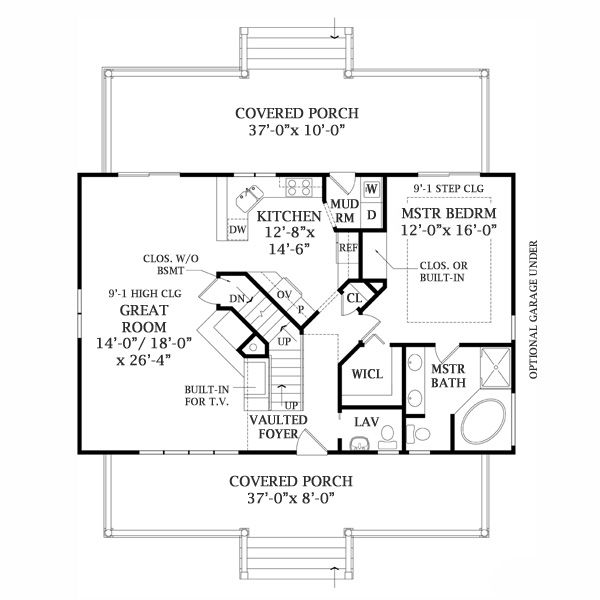 COVERED PORCH
37'-0"x 10'-0"
W
D
MUD
RM
9'-1 STEP CLG
MSTR BEDRM
12'-0"x 16'-0"
KITCHEN
12'-8"x
14'-6"
DW
REF
CLOS. W/O
BSMT
CLOS. OR
BUILT-IN
9'-1 HIGH CLG
GREAT
ROOM
14'-0"/ 18'-0"
x 26'-4"
DN
OV
P
CL
UP
OPTIONAL GARAGE UNDER
WICL
MSTR
BATH
BUILT-IN
FOR T.V.
UP
VAULTED
FOYER
LAV
COVERED PORCH
37'-0"x 8'-0"